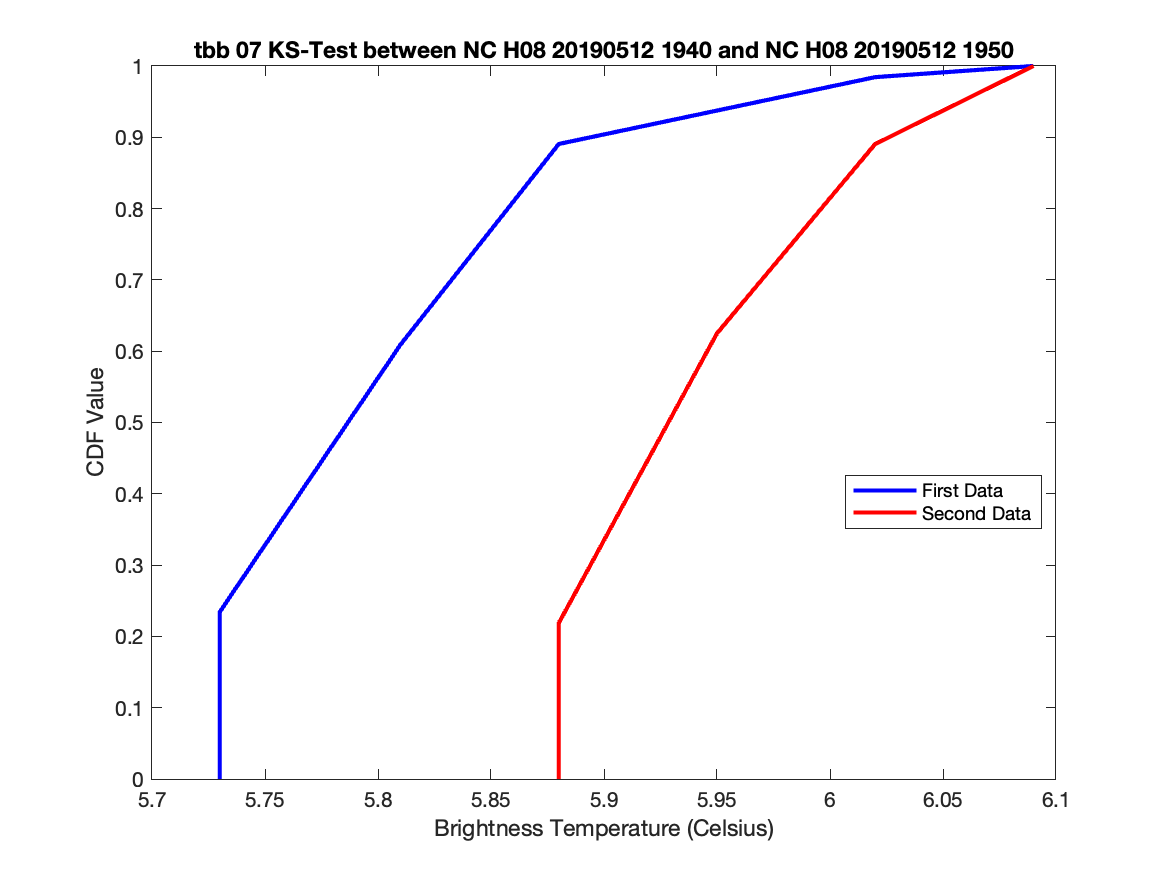 tbb 07 KS-Test between NC H08 20190512 1940 and NC H08 20190512 1950
1
0.9
0.8
0.7
0.6
0.5
0.4
0.3
0.2
0.1
0
CDF Value
First Data
Second Data
5.7 5.75 5.8 5.85 5.9 5.95 6 6.05 6.1
Brightness Temperature (Celsius)